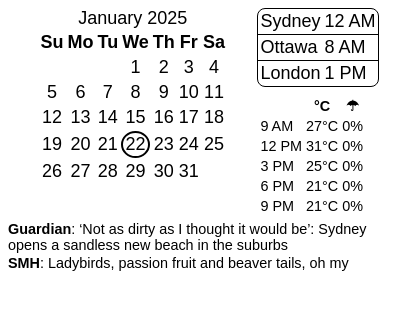 January 2025
Su Mo Tu We Th Fr Sa
1 2 3 4
5 6 7 8 9 10 11
12 13 14 15 16 17 18
19 20 21 22 23 24 25
26 27 28 29 30 31
Sydney 12 AM
Ottawa 8 AM
London 1 PM
°C ☂
9 AM 27°C 0%
12 PM 31°C 0%
3 PM 25°C 0%
6 PM 21°C 0%
9 PM 21°C 0%
Guardian: ‘Not as dirty as I thought it would be’: Sydney
opens a sandless new beach in the suburbs
SMH: Ladybirds, passion fruit and beaver tails, oh my